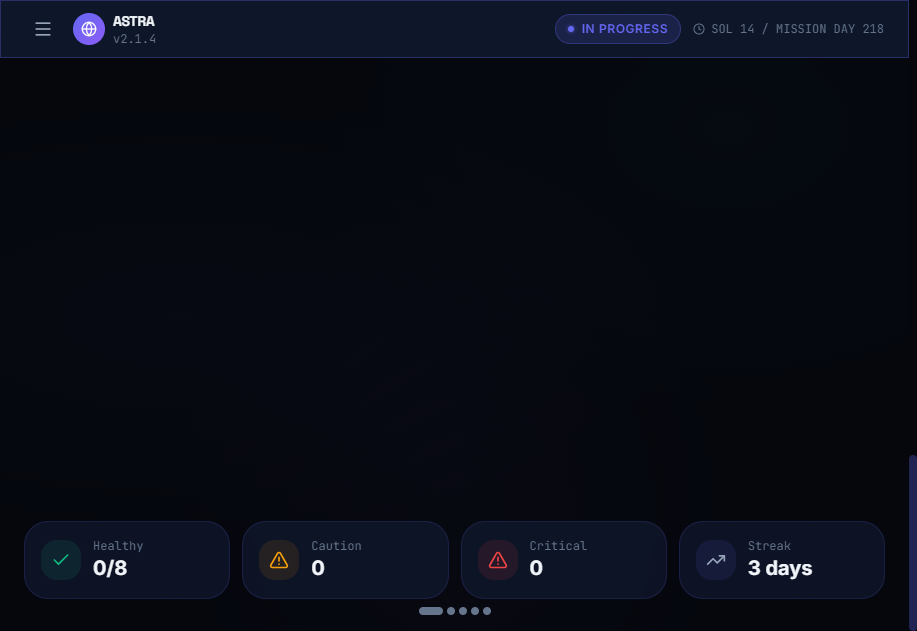 ASTRA
v2.1.4
IN PROGRESS
SOL 14 / MISSION DAY 218
Healthy
0/8
Caution
0
Critical
0
Streak
3 days